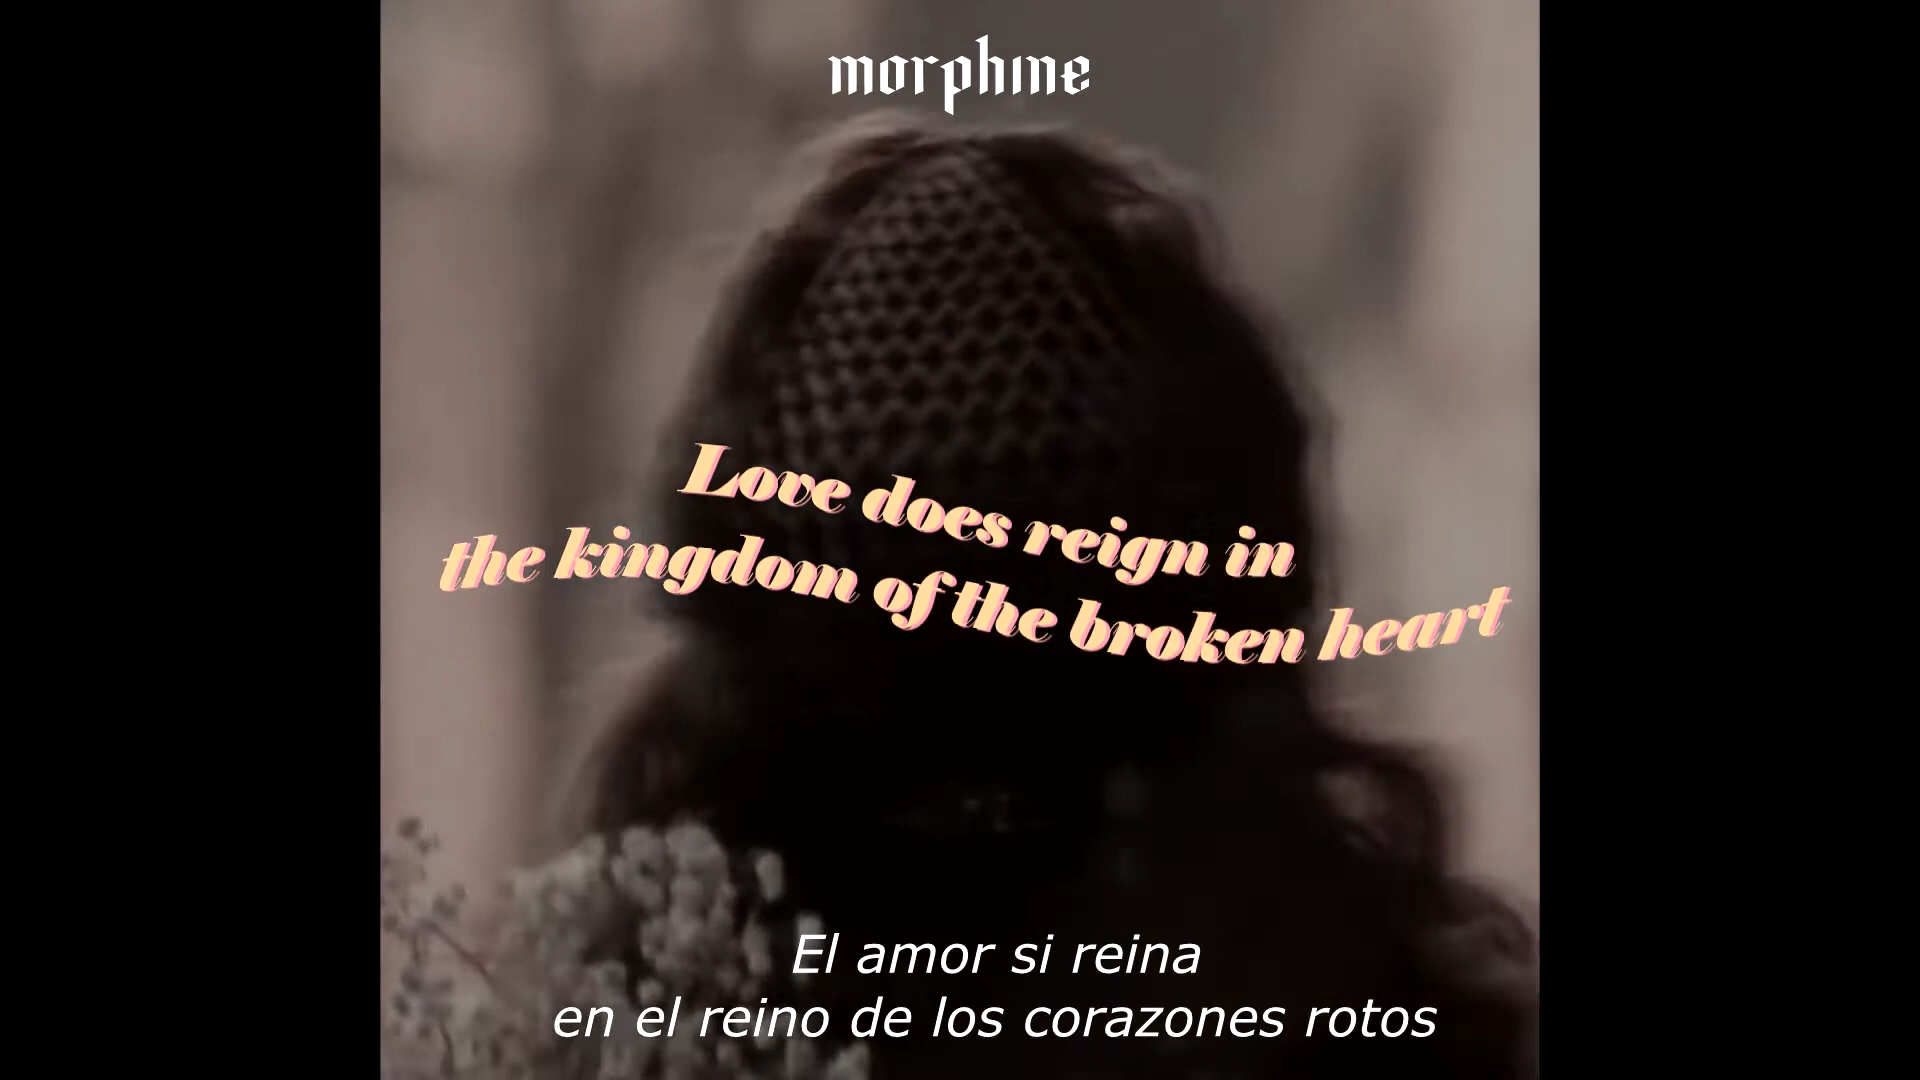 morphine
Love does reign in
the kingdom of the broken heart
El amor si reina
en el reino de los corazones rotos